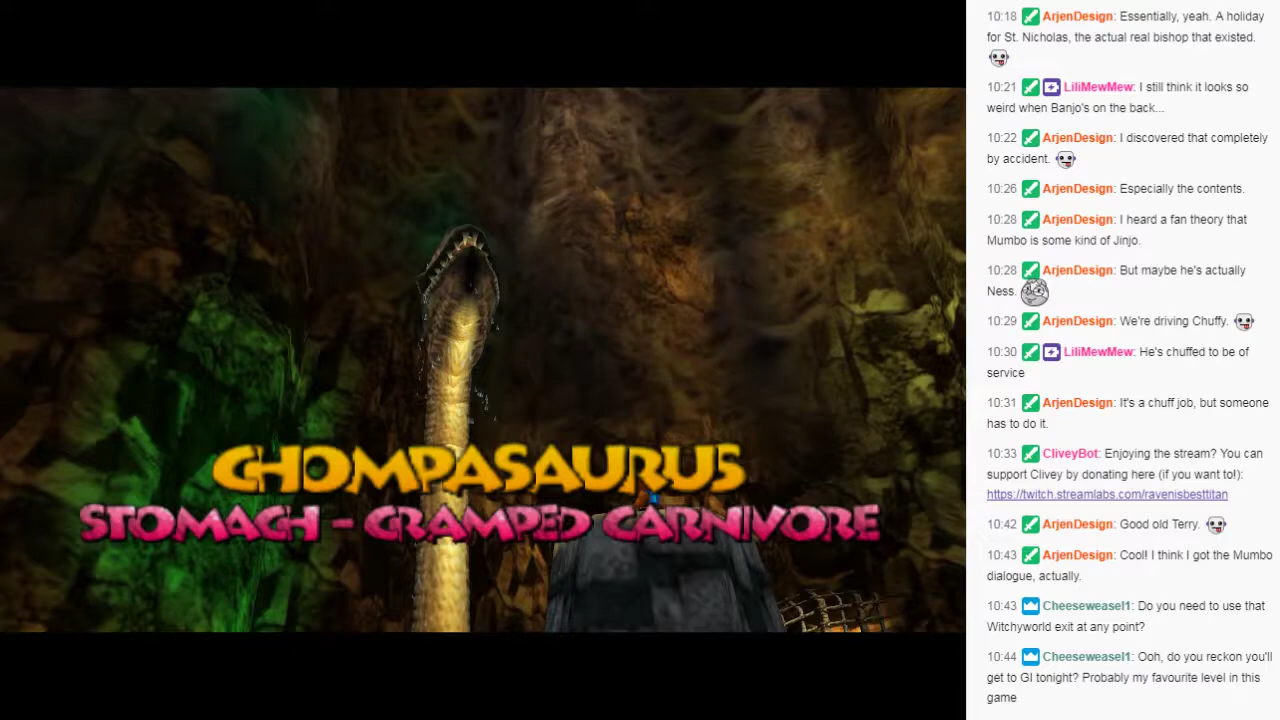 CHOMPASAURUS
STOMACH - CRAMPED CARNIVORE
10:18 ArjenDesign: Essentially, yeah. A holiday
for St. Nicholas, the actual real bishop that existed.
10:21 LiliMewMew: I still think it looks so
weird when Banjo's on the back...
10:22 ArjenDesign: I discovered that completely
by accident.
10:26 ArjenDesign: Especially the contents.
10:28 ArjenDesign: I heard a fan theory that
Mumbo is some kind of Jinjo.
10:28 ArjenDesign: But maybe he's actually
Ness.
10:29 ArjenDesign: We're driving Chuffy.
10:30 LiliMewMew: He's chuffed to be of
service
10:31 ArjenDesign: It's a chuff job, but someone
has to do it.
10:33 CliveyBot: Enjoying the stream? You can
support Clivey by donating here (if you want to!):
https://twitch.streamlabs.com/ravenisbesttitan
10:42 ArjenDesign: Good old Terry.
10:43 ArjenDesign: Cool! I think I got the Mumbo
dialogue, actually.
10:43 Cheeseweasel1: Do you need to use that
Witchyworld exit at any point?
10:44 Cheeseweasel1: Ooh, do you reckon you'll
get to GI tonight? Probably my favourite level in this
game